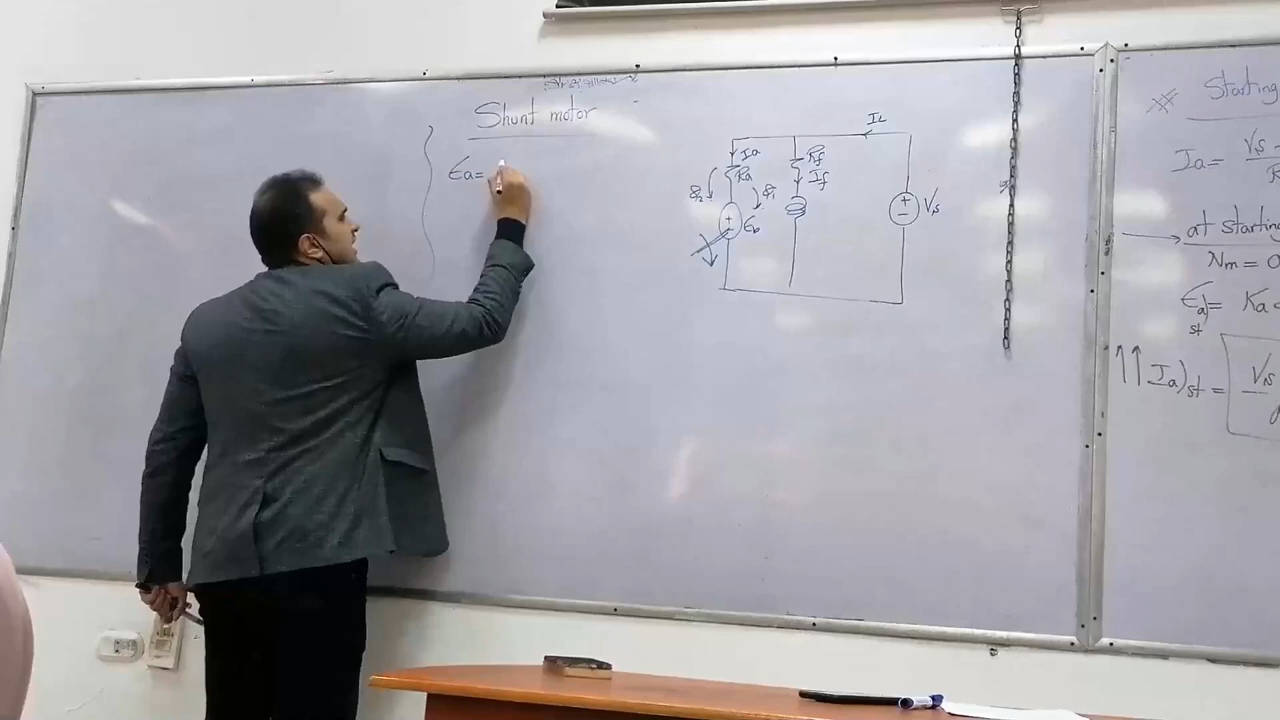 Shunt motor
Ea=
IL
Ia
Ra
Rf
If
Eb
+
-
+
-
Vs
Starting
Ia= Vs -
R
at starting
Nm = 0
Ea)st = Ka
↑↑ Ia)st = Vs